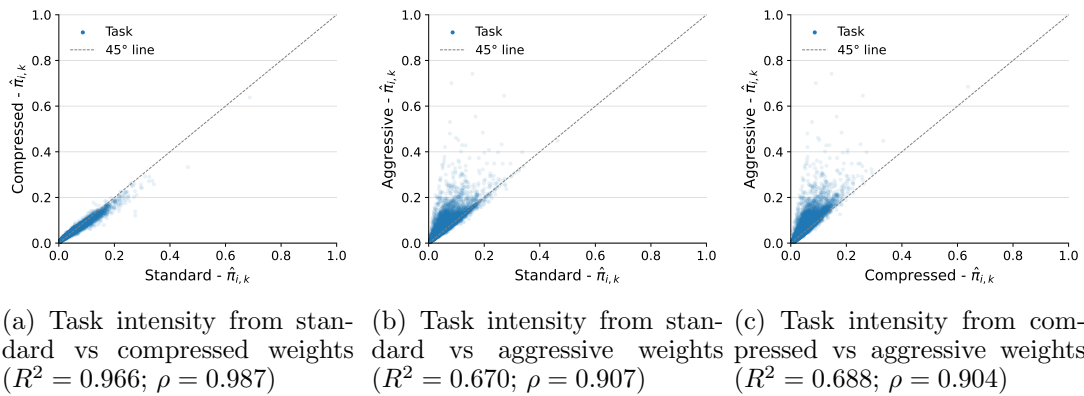 1.0
0.8
0.6
0.4
0.2
0.0
Compressed - π̂i,k
Task
45° line
0.0 0.2 0.4 0.6 0.8 1.0
Standard - π̂i,k
1.0
0.8
0.6
0.4
0.2
0.0
Aggressive - π̂i,k
Task
45° line
0.0 0.2 0.4 0.6 0.8 1.0
Standard - π̂i,k
1.0
0.8
0.6
0.4
0.2
0.0
Aggressive - π̂i,k
Task
45° line
0.0 0.2 0.4 0.6 0.8 1.0
Compressed - π̂i,k
(a) Task intensity from stan-
dard vs compressed weights
(R² = 0.966; ρ = 0.987)
(b) Task intensity from stan-
dard vs aggressive weights
(R² = 0.670; ρ = 0.907)
(c) Task intensity from com-
pressed vs aggressive weights
(R² = 0.688; ρ = 0.904)